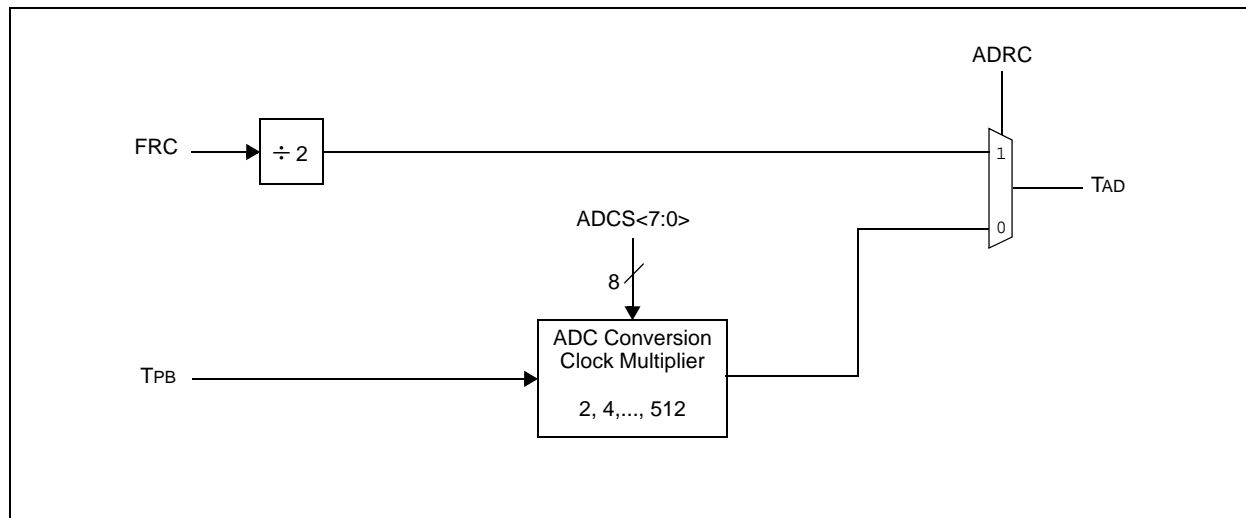 ADRC
FRC
÷ 2
1
TAD
ADCS<7:0>
0
8
ADC Conversion
Clock Multiplier
TPB
2, 4,..., 512